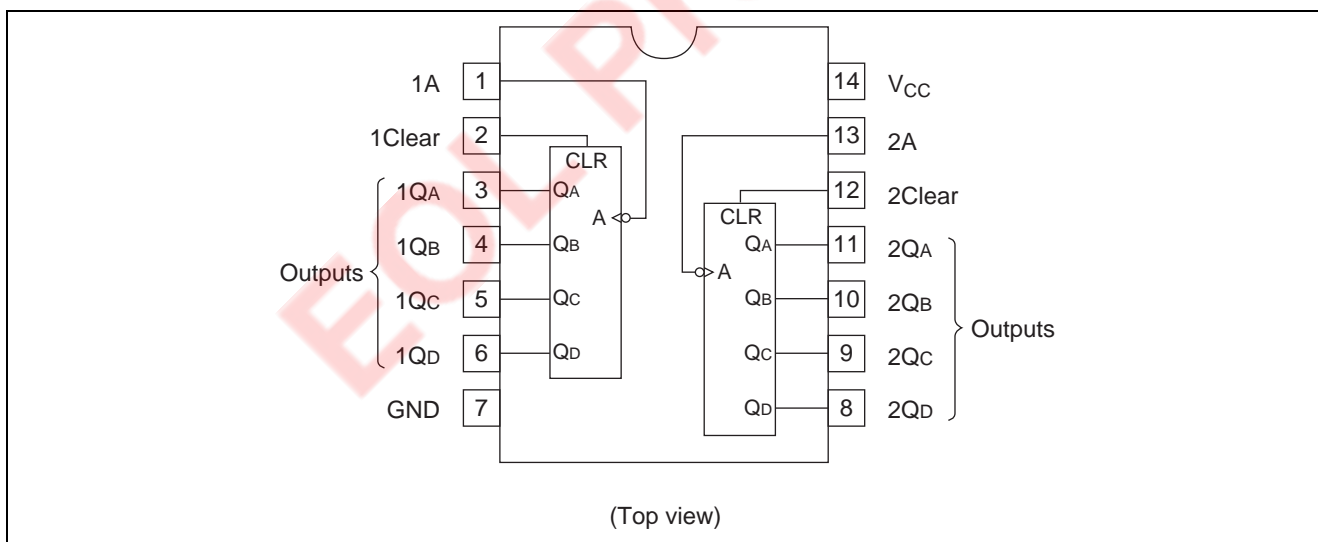 EOL P
1A 1 14 VCC
1Clear 2 13 2A
CLR
1QA 3 QA 12 2Clear
A CLR
1QB 4 QB QA 11 2QA
Outputs A
1QC 5 QC QB 10 2QB
Outputs
1QD 6 QD QC 9 2QC
GND 7 QD 8 2QD
(Top view)